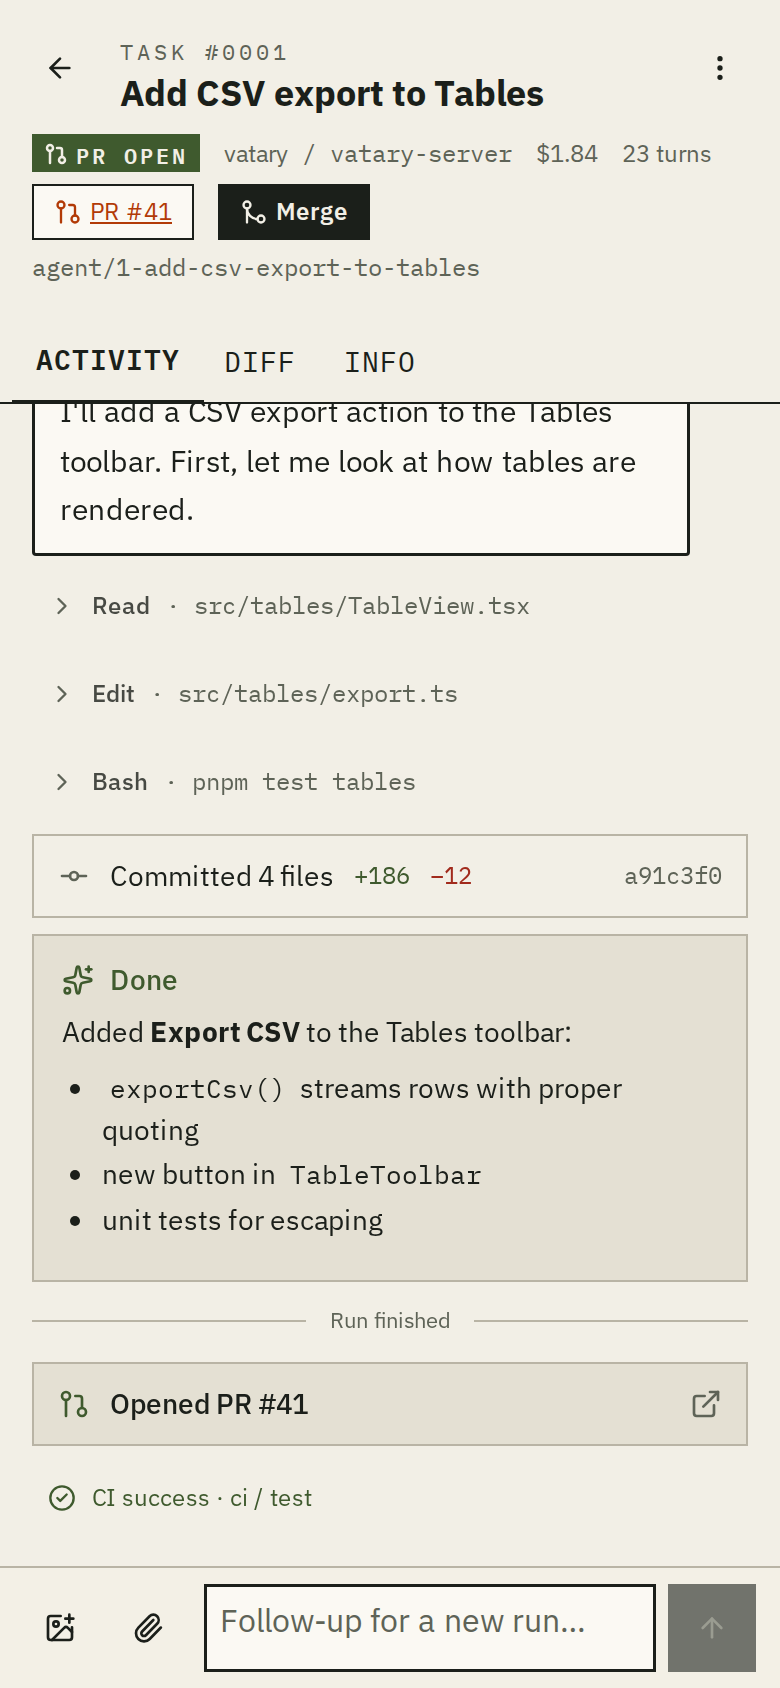 TASK #0001
Add CSV export to Tables
PR OPEN vatary / vatary-server $1.84 23 turns
PR #41 Merge
agent/1-add-csv-export-to-tables
ACTIVITY DIFF INFO
I'll add a CSV export action to the Tables
toolbar. First, let me look at how tables are
rendered.
Read · src/tables/TableView.tsx
Edit · src/tables/export.ts
Bash · pnpm test tables
Committed 4 files +186 −12 a91c3f0
Done
Added Export CSV to the Tables toolbar:
• exportCsv() streams rows with proper
quoting
• new button in TableToolbar
• unit tests for escaping
Run finished
Opened PR #41
CI success · ci / test
Follow-up for a new run...